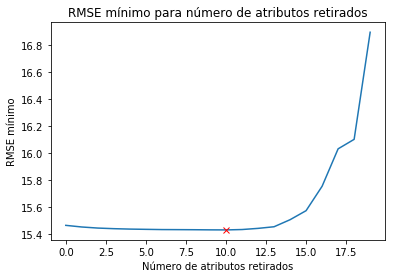 RMSE mínimo para número de atributos retirados
RMSE mínimo
16.8
16.6
16.4
16.2
16.0
15.8
15.6
15.4
0.0 2.5 5.0 7.5 10.0 12.5 15.0 17.5
Número de atributos retirados